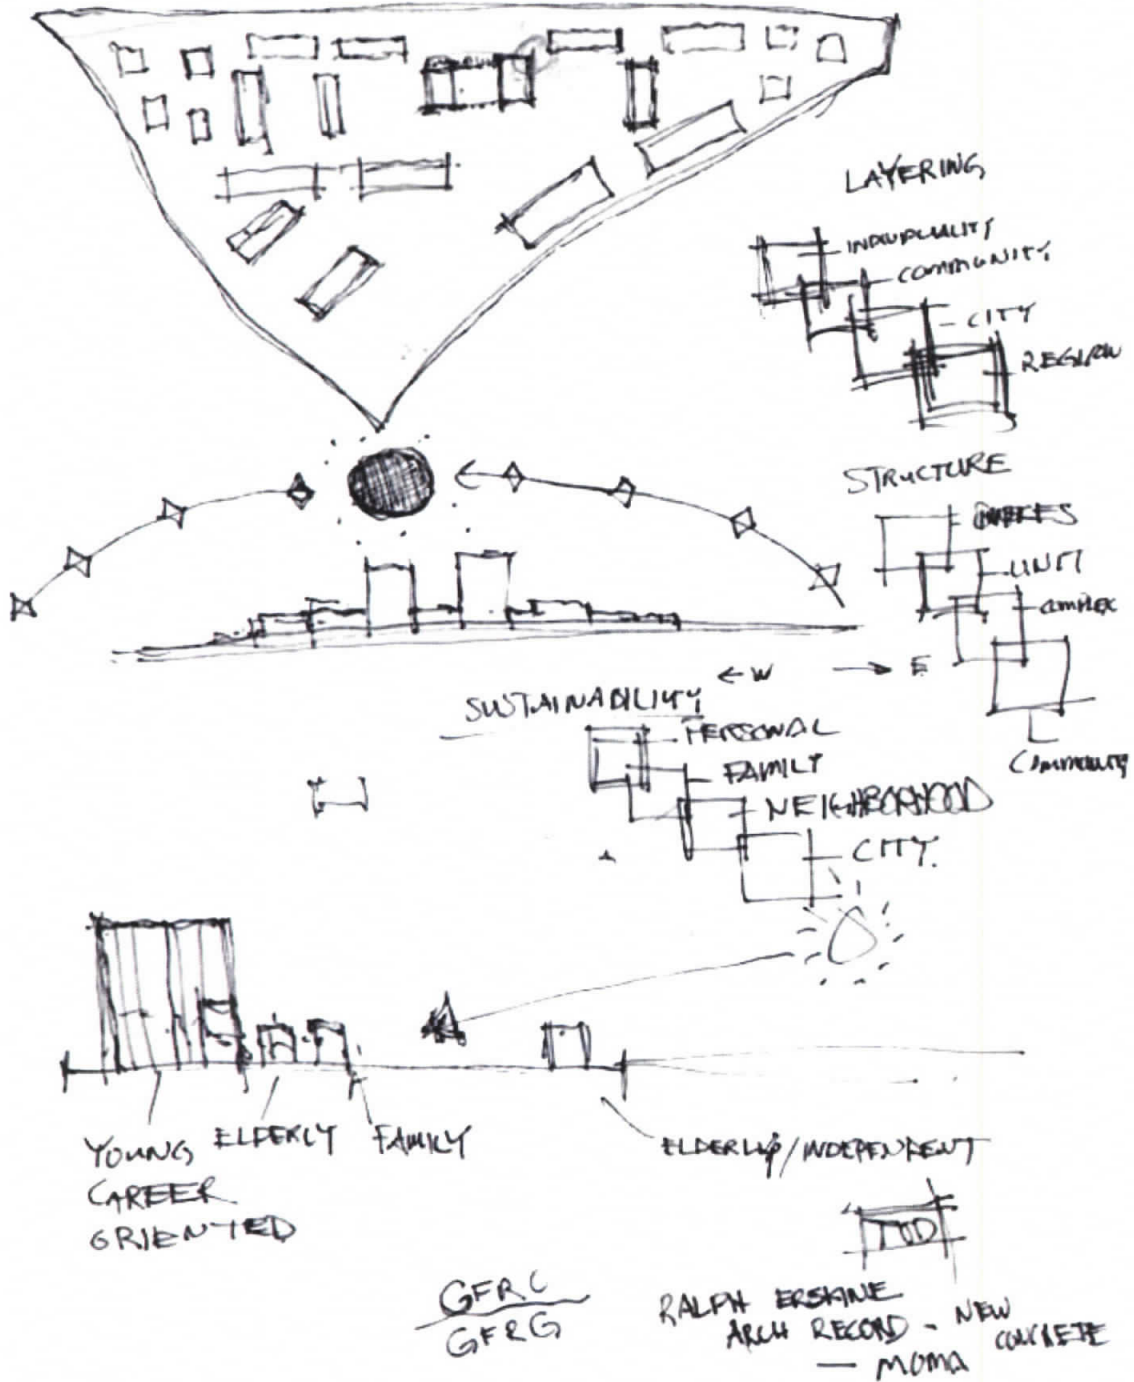 LAYERING
INDIVIDUALITY
COMMUNITY
CITY
REGION
STRUCTURE
UNIT
COMPLEX
COMMUNITY
← W → E
SUSTAINABILITY
PERSONAL
FAMILY
NEIGHBORHOOD
CITY.
YOUNG
CAREER
ORIENTED
ELDERLY
FAMILY
ELDERLY/INDEPENDENT
TOD
GFRC
GFRG
RALPH ERSKINE
ARCH RECORD - NEW
CONCRETE
— MOMA